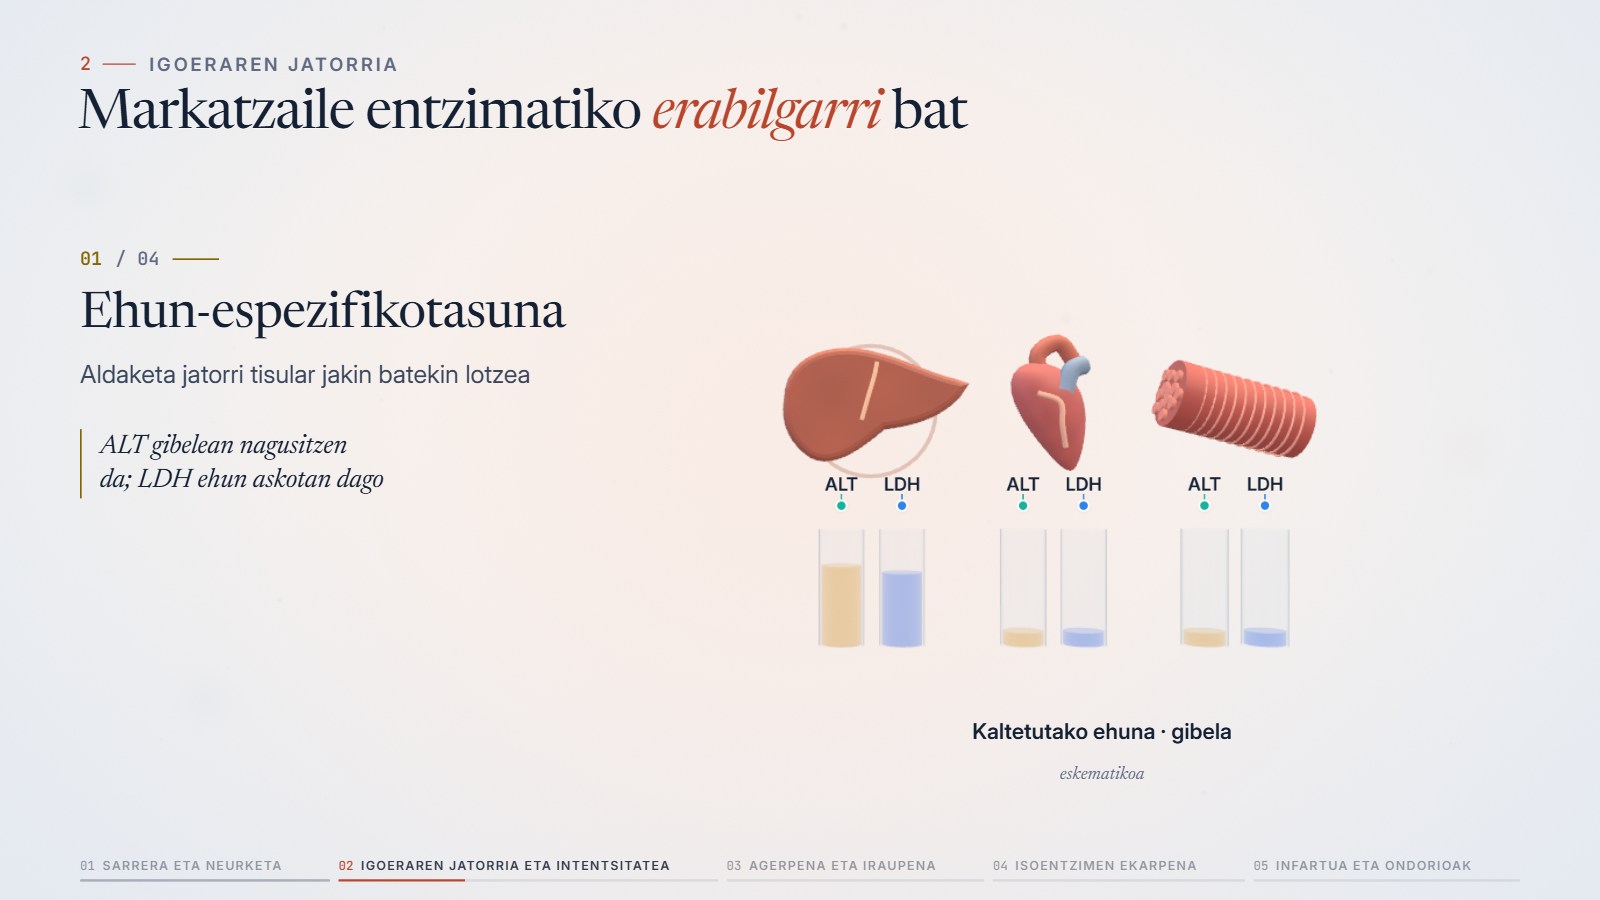 2 — IGOERAREN JATORRIA
Markatzaile entzimatiko erabilgarri bat
01 / 04
Ehun-espezifikotasuna
Aldaketa jatorri tisular jakin batekin lotzea
ALT gibelean nagusitzen
da; LDH ehun askotan dago
ALT LDH ALT LDH ALT LDH
Kaltetutako ehuna · gibela
eskematikoa
01 SARRERA ETA NEURKETA 02 IGOERAREN JATORRIA ETA INTENTSITATEA 03 AGERPENA ETA IRAUPENA 04 ISOENTZIMEN EKARPENA 05 INFARTUA ETA ONDORIOAK